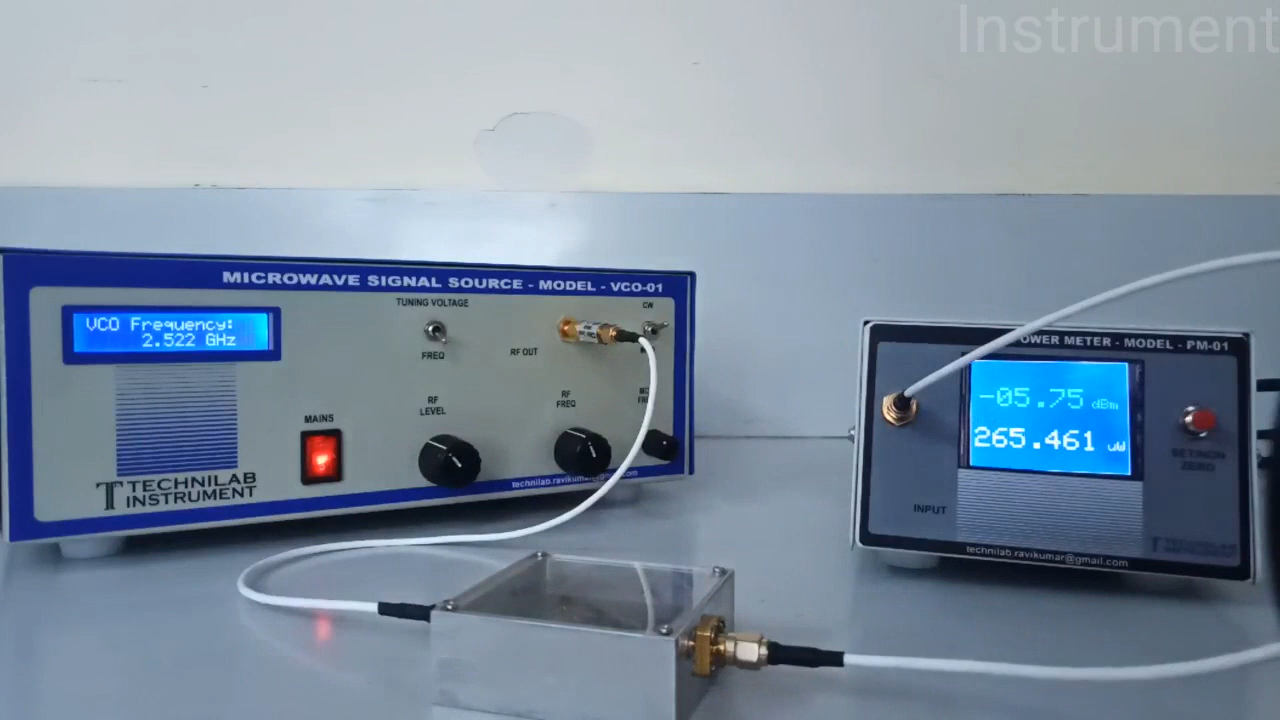 Instrument
MICROWAVE SIGNAL SOURCE - MODEL - VCO-01
VCO Frequency:
2.522 GHz
TUNING VOLTAGE
FREQ
CW
RF OUT
RF
LEVEL
RF
FREQ
MAINS
TECHNILAB
INSTRUMENT
POWER METER - MODEL - PM-01
-05.75 dBm
265.461 uW
INPUT
ZERO
technilab.ravikumar@gmail.com